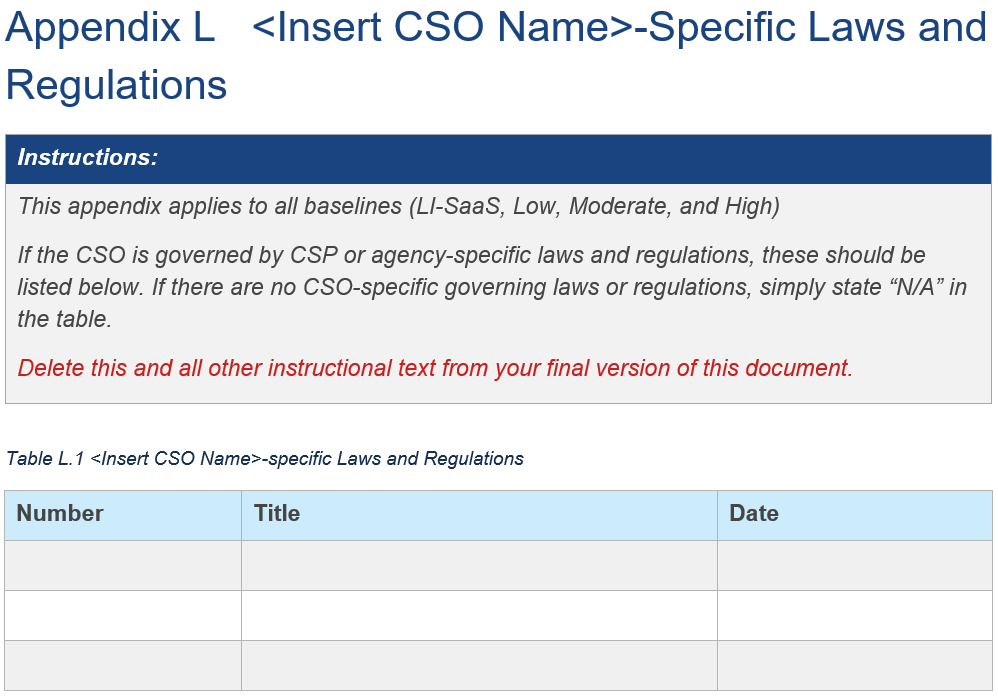 Appendix L <Insert CSO Name>-Specific Laws and
Regulations
Instructions:
This appendix applies to all baselines (LI-SaaS, Low, Moderate, and High)
If the CSO is governed by CSP or agency-specific laws and regulations, these should be
listed below. If there are no CSO-specific governing laws or regulations, simply state “N/A” in
the table.
Delete this and all other instructional text from your final version of this document.
Table L.1 <Insert CSO Name>-specific Laws and Regulations
Number Title Date